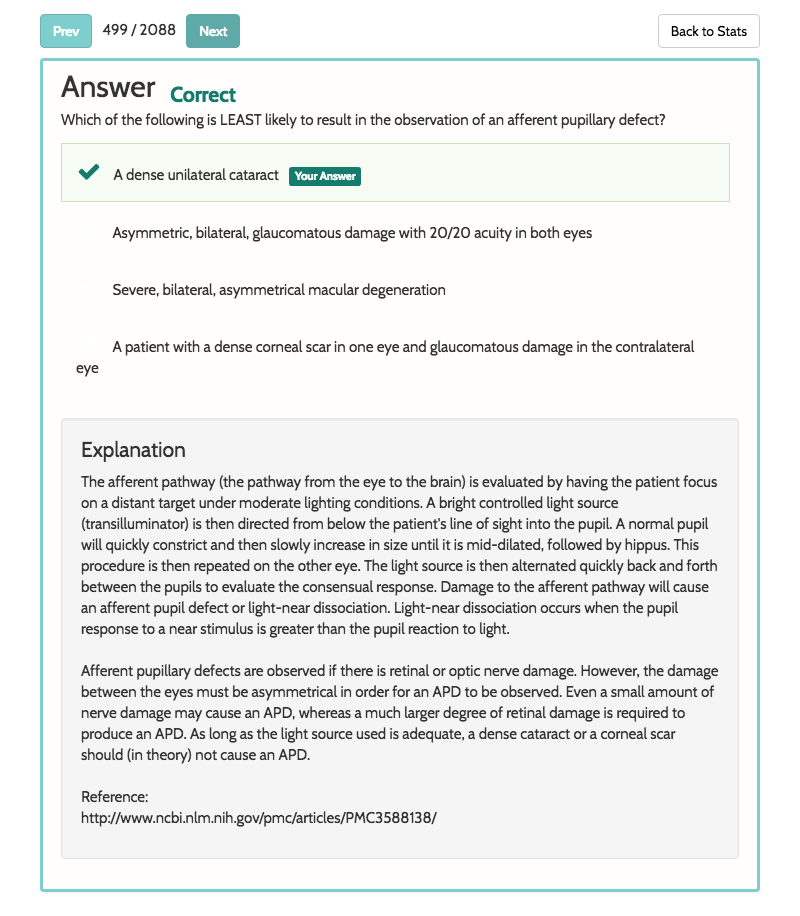 Prev 499 / 2088 Next Back to Stats
Answer Correct
Which of the following is LEAST likely to result in the observation of an afferent pupillary defect?
A dense unilateral cataract Your Answer
Asymmetric, bilateral, glaucomatous damage with 20/20 acuity in both eyes
Severe, bilateral, asymmetrical macular degeneration
A patient with a dense corneal scar in one eye and glaucomatous damage in the contralateral
eye
Explanation
The afferent pathway (the pathway from the eye to the brain) is evaluated by having the patient focus
on a distant target under moderate lighting conditions. A bright controlled light source
(transilluminator) is then directed from below the patient's line of sight into the pupil. A normal pupil
will quickly constrict and then slowly increase in size until it is mid-dilated, followed by hippus. This
procedure is then repeated on the other eye. The light source is then alternated quickly back and forth
between the pupils to evaluate the consensual response. Damage to the afferent pathway will cause
an afferent pupil defect or light-near dissociation. Light-near dissociation occurs when the pupil
response to a near stimulus is greater than the pupil reaction to light.
Afferent pupillary defects are observed if there is retinal or optic nerve damage. However, the damage
between the eyes must be asymmetrical in order for an APD to be observed. Even a small amount of
nerve damage may cause an APD, whereas a much larger degree of retinal damage is required to
produce an APD. As long as the light source used is adequate, a dense cataract or a corneal scar
should (in theory) not cause an APD.
Reference:
http://www.ncbi.nlm.nih.gov/pmc/articles/PMC3588138/